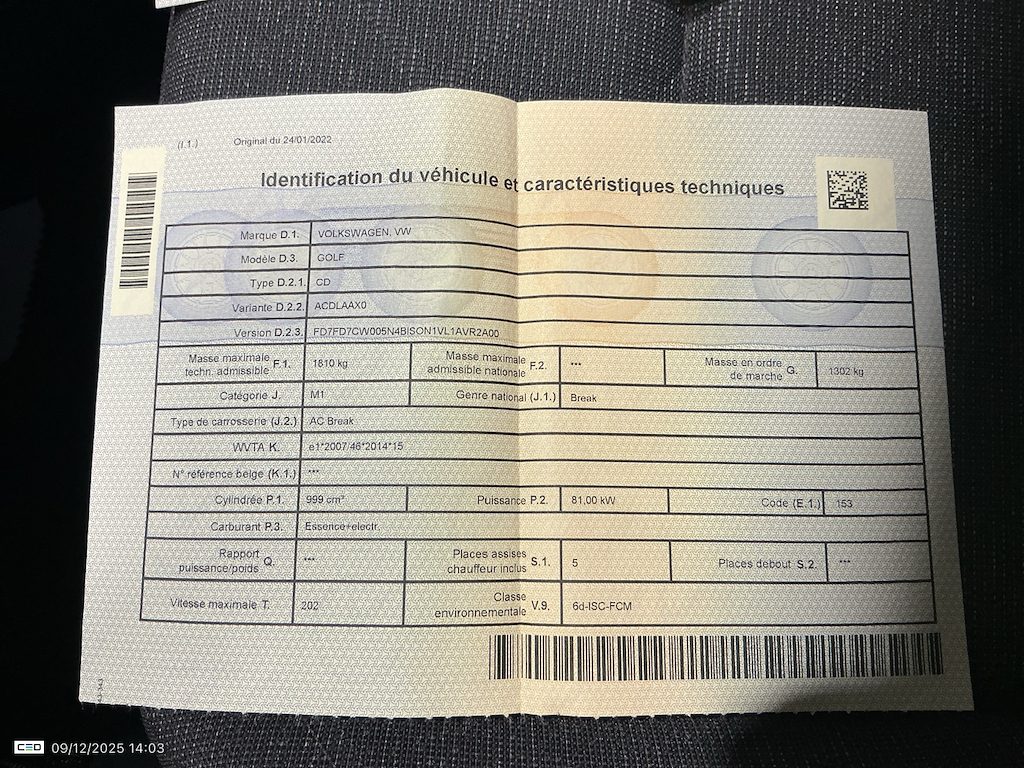 (I.1.) Original du 24/01/2022
Identification du véhicule et caractéristiques techniques
Marque D.1. VOLKSWAGEN, VW
Modèle D.3. GOLF
Type D.2.1. CD
Variante D.2.2. ACDLAAX0
Version D.2.3. FD7FD7CW005N4BISON1VL1AVR2A00
Masse maximale techn. admissible F.1. 1810 kg Masse maximale admissible nationale F.2. *** Masse en ordre de marche G. 1302 kg
Catégorie J. M1 Genre national (J.1.) Break
Type de carrosserie (J.2.) AC Break
WVTA K. e1*2007/46*2014*15
N° référence belge (K.1.) ***
Cylindrée P.1. 999 cm³ Puissance P.2. 81,00 kW Code (E.1.) 153
Carburant P.3. Essence+electr.
Rapport puissance/poids Q. *** Places assises chauffeur inclus S.1. 5 Places debout S.2. ***
Vitesse maximale T. 202 Classe environnementale V.9. 6d-ISC-FCM
CEO 09/12/2025 14:03